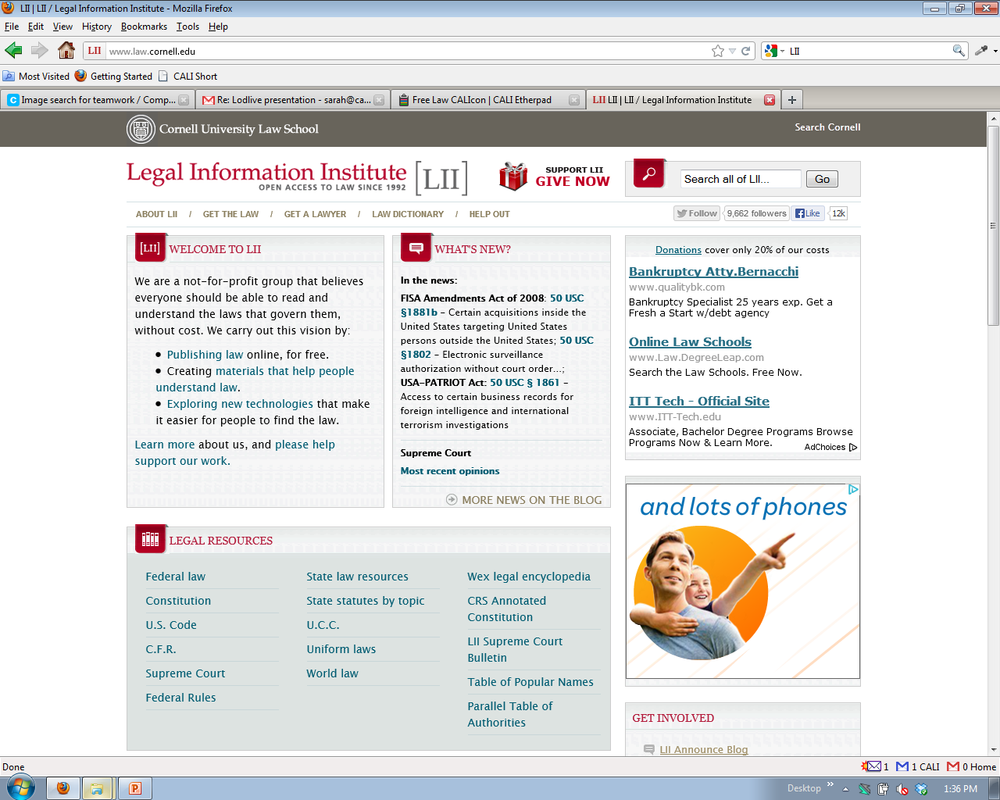 LII | LII / Legal Information Institute - Mozilla Firefox
File Edit View History Bookmarks Tools Help
LII www.law.cornell.edu LII
Most Visited Getting Started CALI Short
Image search for teamwork / Comp... Re: Lodlive presentation - sarah@ca... Free Law CALIcon | CALI Etherpad LII LII | LII / Legal Information Institute
Cornell University Law School Search Cornell
Legal Information Institute [LII]
OPEN ACCESS TO LAW SINCE 1992
SUPPORT LII
GIVE NOW
Search all of LII... Go
ABOUT LII / GET THE LAW / GET A LAWYER / LAW DICTIONARY / HELP OUT
Follow 9,662 followers Like 12k
[LII] WELCOME TO LII
We are a not-for-profit group that believes
everyone should be able to read and
understand the laws that govern them,
without cost. We carry out this vision by:
• Publishing law online, for free.
• Creating materials that help people
understand law.
• Exploring new technologies that make
it easier for people to find the law.
Learn more about us, and please help
support our work.
WHAT'S NEW?
In the news:
FISA Amendments Act of 2008: 50 USC
§1881b - Certain acquisitions inside the
United States targeting United States
persons outside the United States; 50 USC
§1802 - Electronic surveillance
authorization without court order...;
USA-PATRIOT Act: 50 USC § 1861 -
Access to certain business records for
foreign intelligence and international
terrorism investigations
Supreme Court
Most recent opinions
MORE NEWS ON THE BLOG
Donations cover only 20% of our costs
Bankruptcy Atty.Bernacchi
www.qualitybk.com
Bankruptcy Specialist 25 years exp. Get a
Fresh a Start w/debt agency
Online Law Schools
www.Law.DegreeLeap.com
Search the Law Schools. Free Now.
ITT Tech - Official Site
www.ITT-Tech.edu
Associate, Bachelor Degree Programs Browse
Programs Now & Learn More.
AdChoices
and lots of phones
LEGAL RESOURCES
Federal law
Constitution
U.S. Code
C.F.R.
Supreme Court
Federal Rules
State law resources
State statutes by topic
U.C.C.
Uniform laws
World law
Wex legal encyclopedia
CRS Annotated
Constitution
LII Supreme Court
Bulletin
Table of Popular Names
Parallel Table of
Authorities
GET INVOLVED
LII Announce Blog
Done 1 1 CALI 0 Home
Desktop 1:36 PM